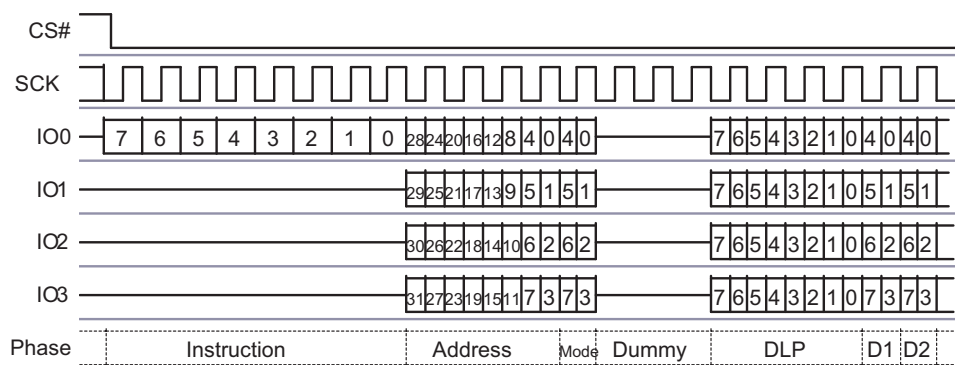 CS#
SCK
IO0 7 6 5 4 3 2 1 0 28 24 20 16 12 8 4 0 4 0 7 6 5 4 3 2 1 0 4 0 4 0
IO1 29 25 21 17 13 9 5 1 5 1 7 6 5 4 3 2 1 0 5 1 5 1
IO2 30 26 22 18 14 10 6 2 6 2 7 6 5 4 3 2 1 0 6 2 6 2
IO3 31 27 23 19 15 11 7 3 7 3 7 6 5 4 3 2 1 0 7 3 7 3
Phase Instruction Address Mode Dummy DLP D1 D2